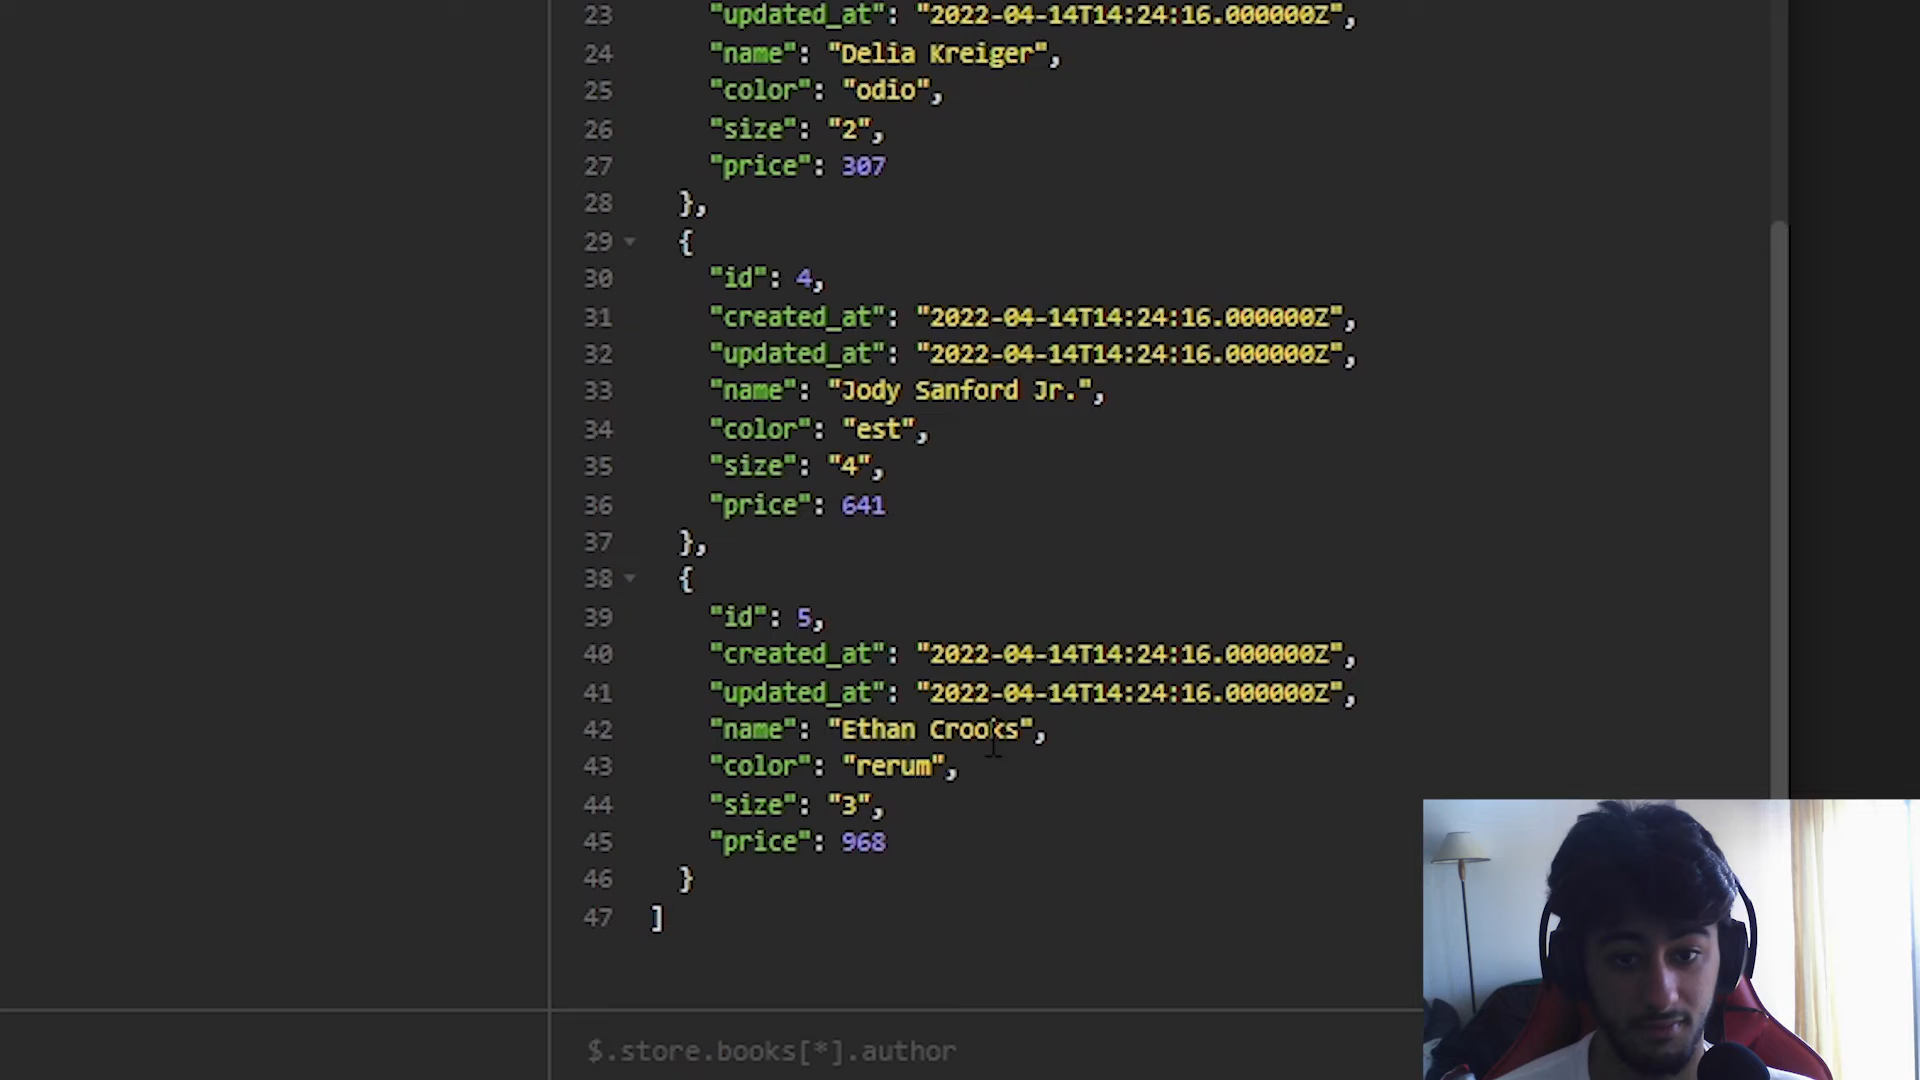 23 "updated_at": "2022-04-14T14:24:16.000000Z",
24 "name": "Delia Kreiger",
25 "color": "odio",
26 "size": "2",
27 "price": 307
28 },
29 {
30 "id": 4,
31 "created_at": "2022-04-14T14:24:16.000000Z",
32 "updated_at": "2022-04-14T14:24:16.000000Z",
33 "name": "Jody Sanford Jr.",
34 "color": "est",
35 "size": "4",
36 "price": 641
37 },
38 {
39 "id": 5,
40 "created_at": "2022-04-14T14:24:16.000000Z",
41 "updated_at": "2022-04-14T14:24:16.000000Z",
42 "name": "Ethan Crooks",
43 "color": "rerum",
44 "size": "3",
45 "price": 968
46 }
47 ]
$.store.books[*].author